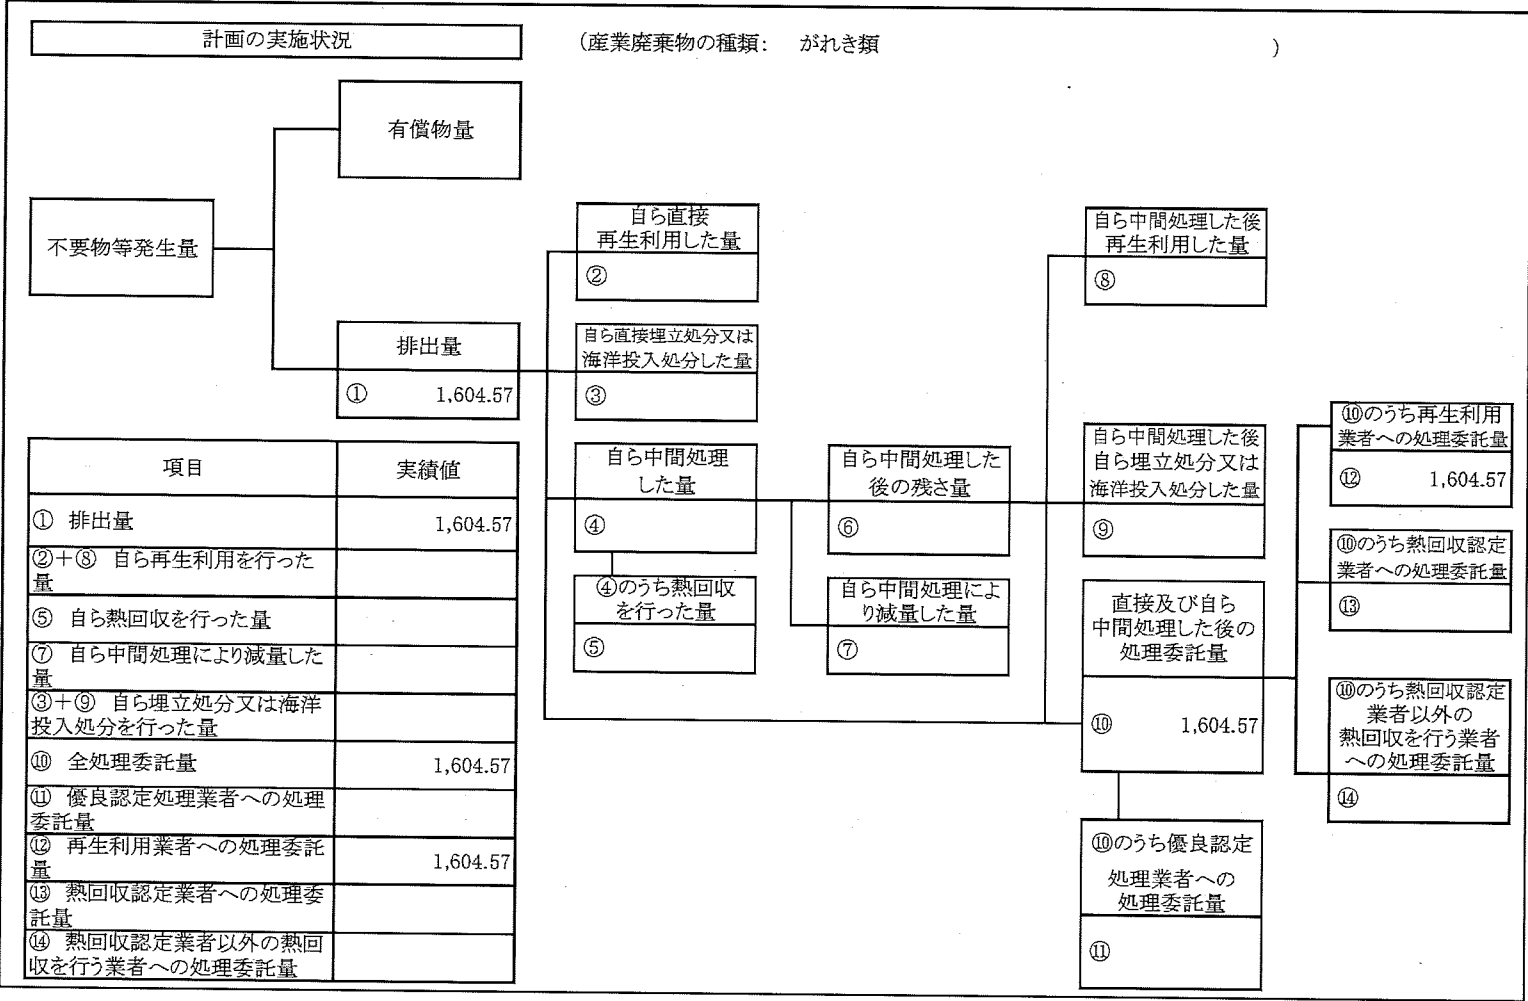 計画の実施状況
(産業廃棄物の種類: がれき類 )
有償物量
不要物等発生量
排出量
① 1,604.57
自ら直接
再生利用した量
②
自ら直接埋立処分又は
海洋投入処分した量
③
自ら中間処理
した量
④
④のうち熱回収
を行った量
⑤
自ら中間処理した
後の残さ量
⑥
自ら中間処理によ
り減量した量
⑦
自ら中間処理した後
再生利用した量
⑧
自ら中間処理した後
自ら埋立処分又は
海洋投入処分した量
⑨
直接及び自ら
中間処理した後の
処理委託量
⑩ 1,604.57
⑩のうち優良認定
処理業者への
処理委託量
⑪
⑩のうち再生利用
業者への処理委託量
⑫ 1,604.57
⑩のうち熱回収認定
業者への処理委託量
⑬
⑩のうち熱回収認定
業者以外の
熱回収を行う業者
への処理委託量
⑭
項目 実績値
① 排出量 1,604.57
②+⑧ 自ら再生利用を行った
量
⑤ 自ら熱回収を行った量
⑦ 自ら中間処理により減量した
量
③+⑨ 自ら埋立処分又は海洋
投入処分を行った量
⑩ 全処理委託量 1,604.57
⑪ 優良認定処理業者への処理
委託量
⑫ 再生利用業者への処理委託
量 1,604.57
⑬ 熱回収認定業者への処理委
託量
⑭ 熱回収認定業者以外の熱回
収を行う業者への処理委託量